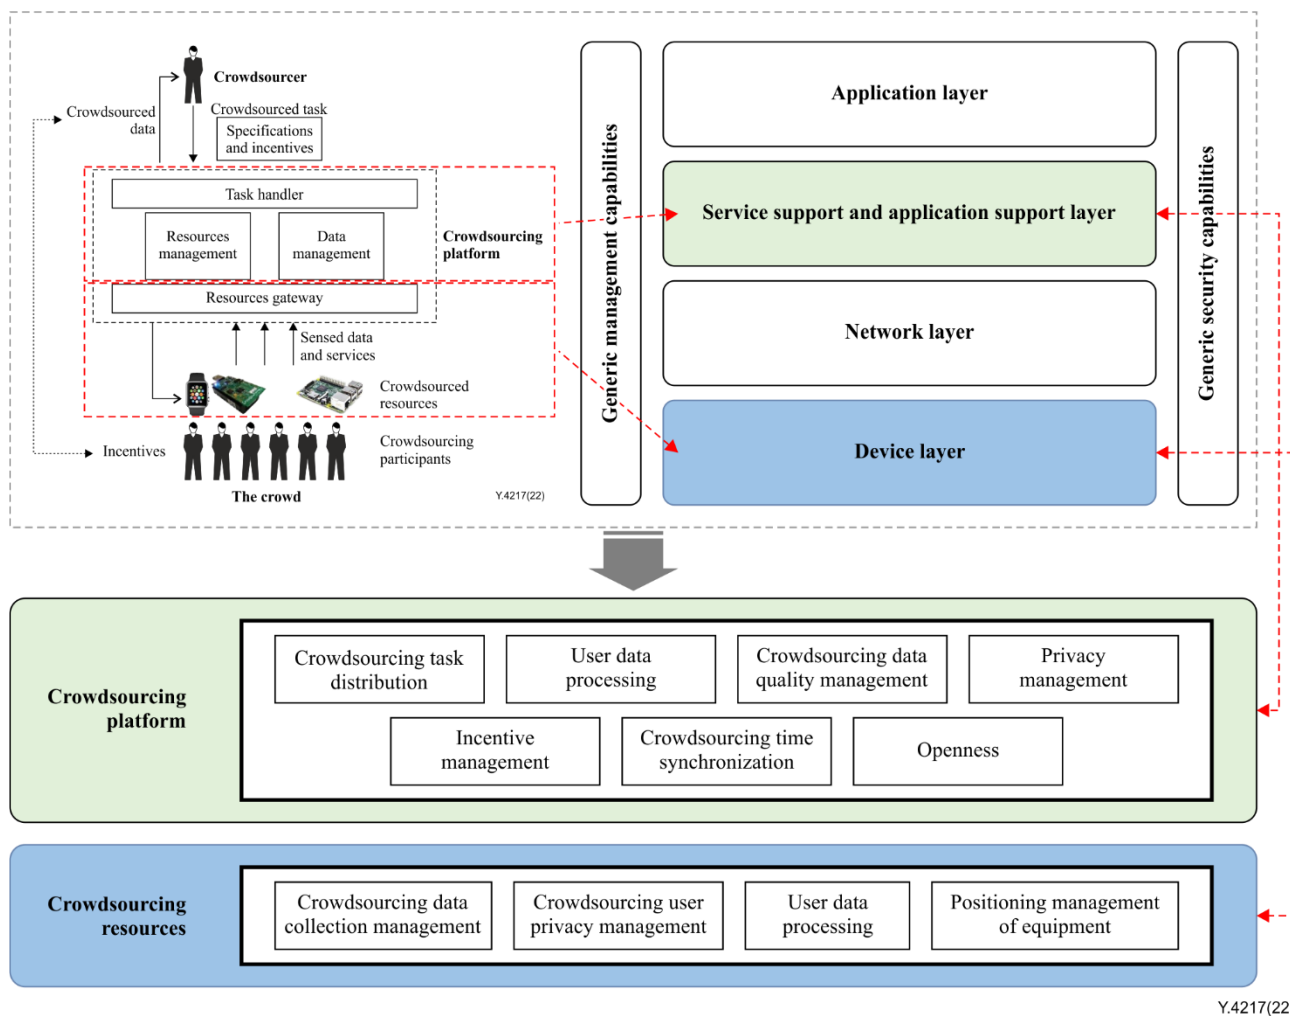 Crowdsourcer
Crowdsourced
data
Crowdsourced task
Specifications
and incentives
Task handler
Resources
management
Data
management
Crowdsourcing
platform
Resources gateway
Sensed data
and services
Crowdsourced
resources
Incentives
Crowdsourcing
participants
The crowd
Y.4217(22)
Generic management capabilities
Application layer
Service support and application support layer
Network layer
Device layer
Generic security capabilities
Crowdsourcing
platform
Crowdsourcing task
distribution
User data
processing
Crowdsourcing data
quality management
Privacy
management
Incentive
management
Crowdsourcing time
synchronization
Openness
Crowdsourcing
resources
Crowdsourcing data
collection management
Crowdsourcing user
privacy management
User data
processing
Positioning management
of equipment
Y.4217(22